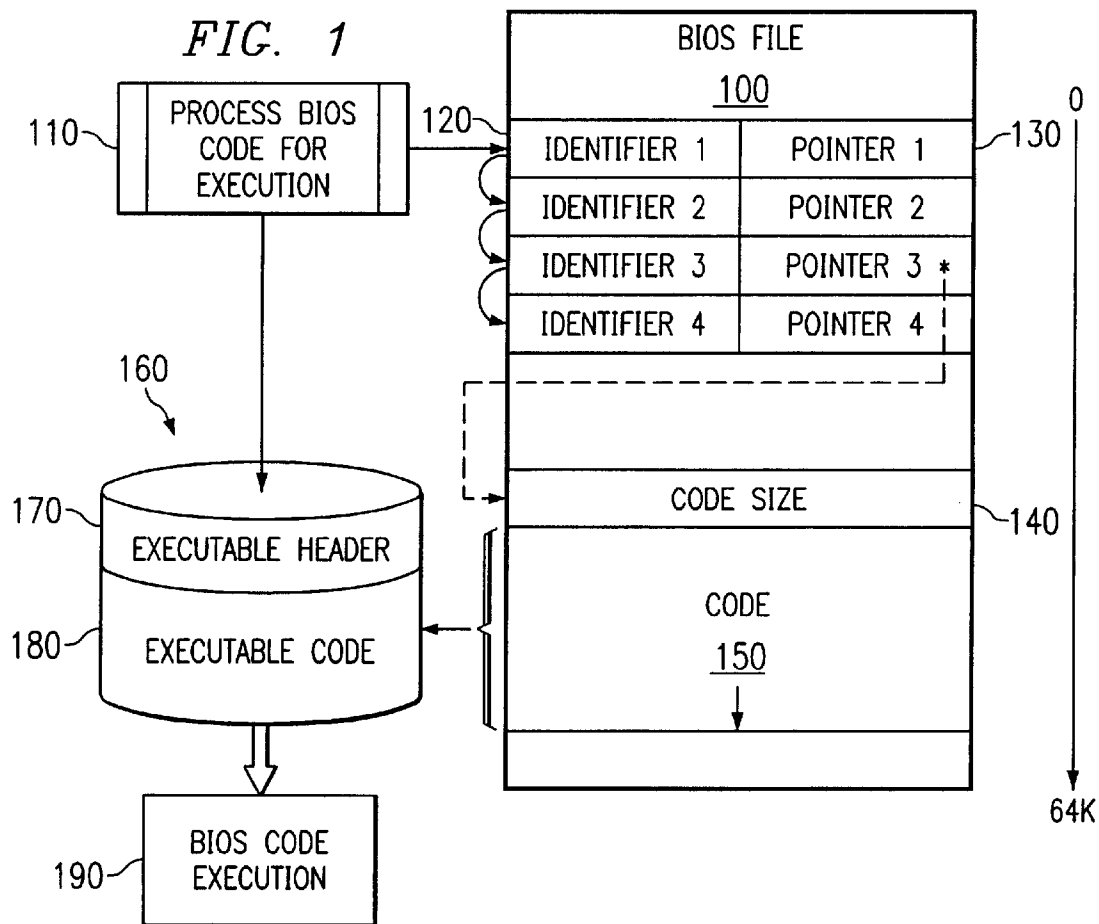 FIG. 1
BIOS FILE
100
0
110
PROCESS BIOS
CODE FOR
EXECUTION
120
130
IDENTIFIER 1 POINTER 1
IDENTIFIER 2 POINTER 2
IDENTIFIER 3 POINTER 3 *
IDENTIFIER 4 POINTER 4
160
CODE SIZE
140
170
EXECUTABLE HEADER
180
EXECUTABLE CODE
CODE
150
64K
190
BIOS CODE
EXECUTION